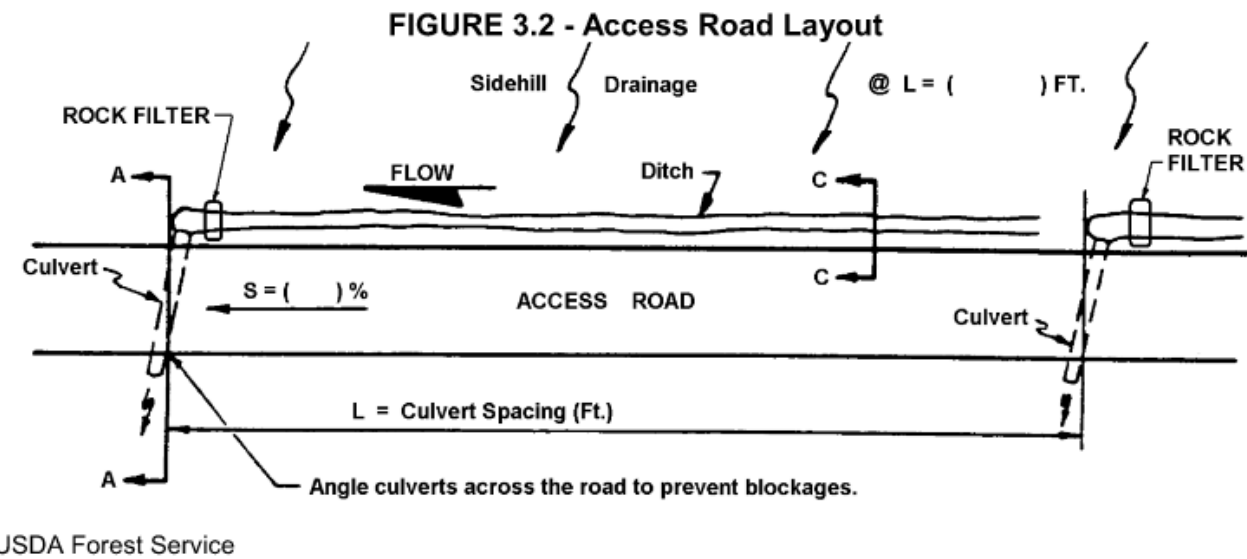 FIGURE 3.2 - Access Road Layout
Sidehill Drainage
@ L = ( ) FT.
ROCK FILTER
ROCK
FILTER
A
FLOW
Ditch
C
Culvert
S = ( ) %
ACCESS ROAD
C
Culvert
L = Culvert Spacing (Ft.)
A
Angle culverts across the road to prevent blockages.
USDA Forest Service